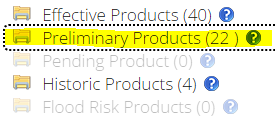 Effective Products (40) ?
Preliminary Products (22 ) ?
Pending Product (0) ?
Historic Products (4) ?
Flood Risk Products (0) ?